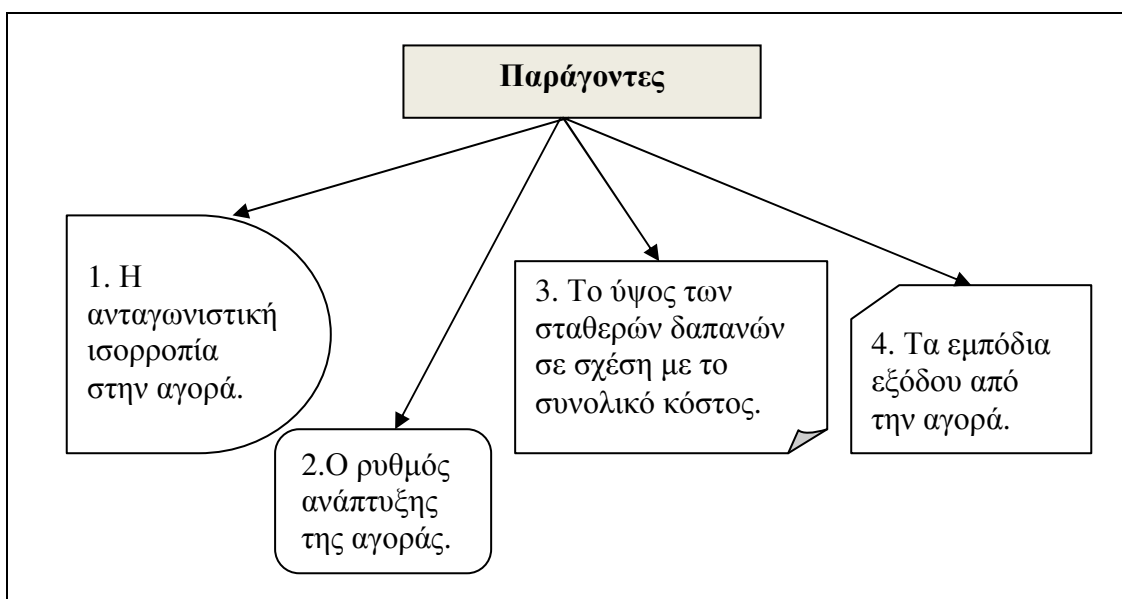 Παράγοντες
1. Η
ανταγωνιστική
ισορροπία
στην αγορά.
2.Ο ρυθμός
ανάπτυξης
της αγοράς.
3. Το ύψος των
σταθερών δαπανών
σε σχέση με το
συνολικό κόστος.
4. Τα εμπόδια
εξόδου από
την αγορά.